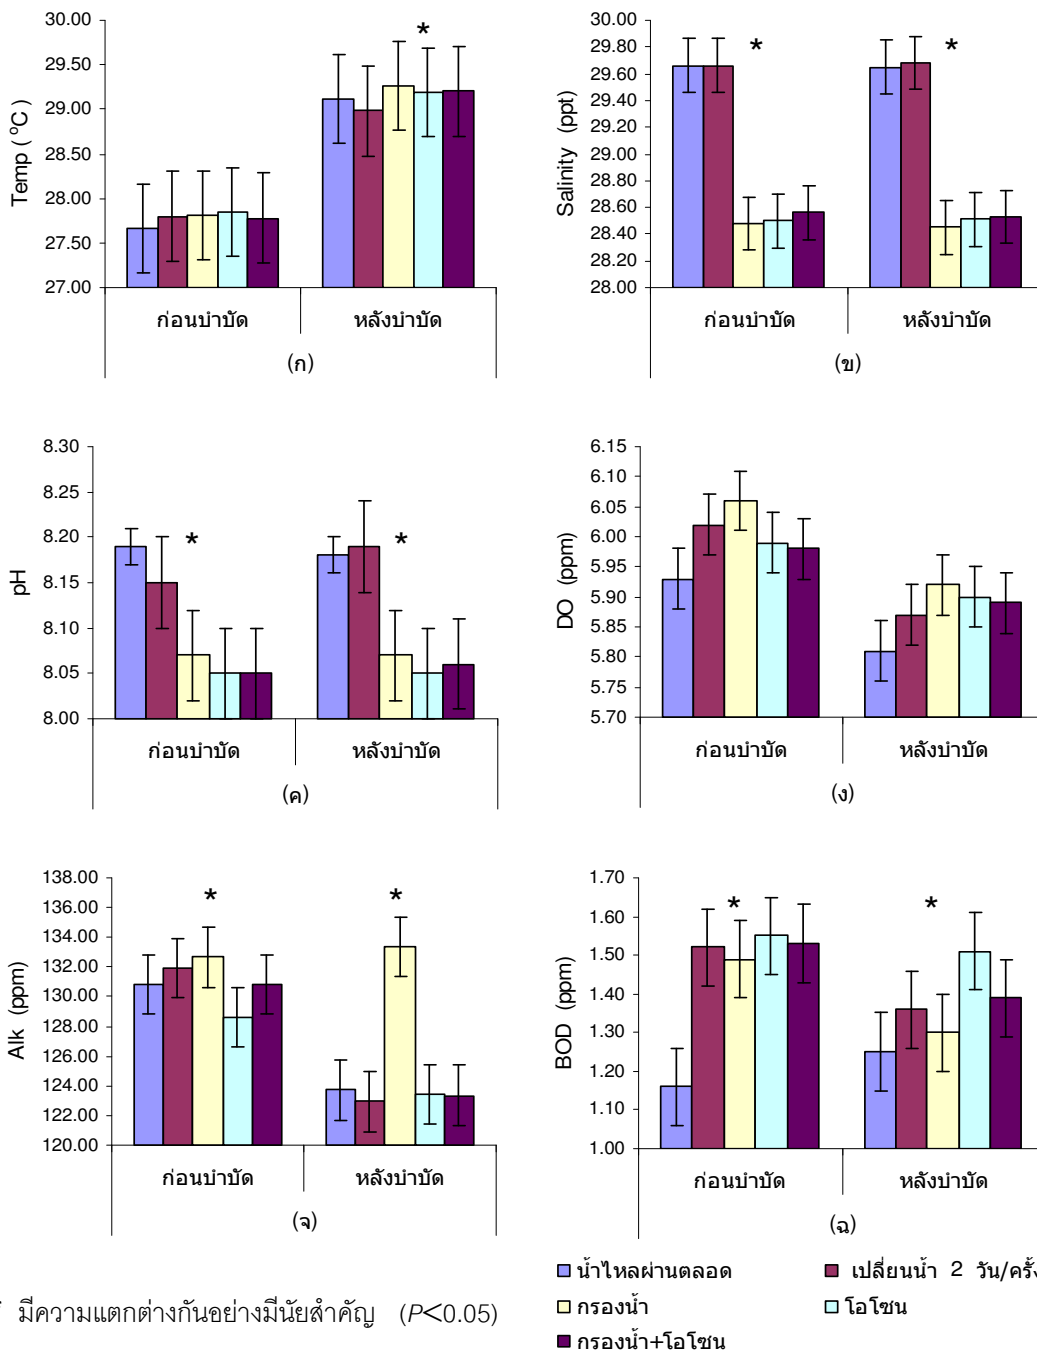 30.00
29.50
29.00
28.50
28.00
27.50
27.00
Temp (°C)
*
ก่อนบำบัด หลังบำบัด
(ก)
30.00
29.80
29.60
29.40
29.20
29.00
28.80
28.60
28.40
28.20
28.00
Salinity (ppt)
* *
ก่อนบำบัด หลังบำบัด
(ข)
8.30
8.25
8.20
8.15
8.10
8.05
8.00
pH
* *
ก่อนบำบัด หลังบำบัด
(ค)
6.15
6.10
6.05
6.00
5.95
5.90
5.85
5.80
5.75
5.70
DO (ppm)
ก่อนบำบัด หลังบำบัด
(ง)
138.00
136.00
134.00
132.00
130.00
128.00
126.00
124.00
122.00
120.00
Alk (ppm)
* *
ก่อนบำบัด หลังบำบัด
(จ)
1.70
1.60
1.50
1.40
1.30
1.20
1.10
1.00
BOD (ppm)
* *
ก่อนบำบัด หลังบำบัด
(ฉ)
น้ำไหลผ่านตลอด เปลี่ยนน้ำ 2 วัน/ครั้ง
กรองน้ำ โอโซน
กรองน้ำ+โอโซน
* มีความแตกต่างกันอย่างมีนัยสำคัญ (P<0.05)